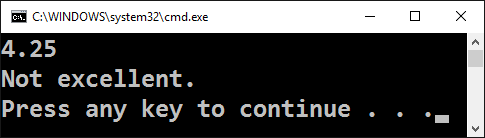 C:\WINDOWS\system32\cmd.exe
4.25
Not excellent.
Press any key to continue . . .